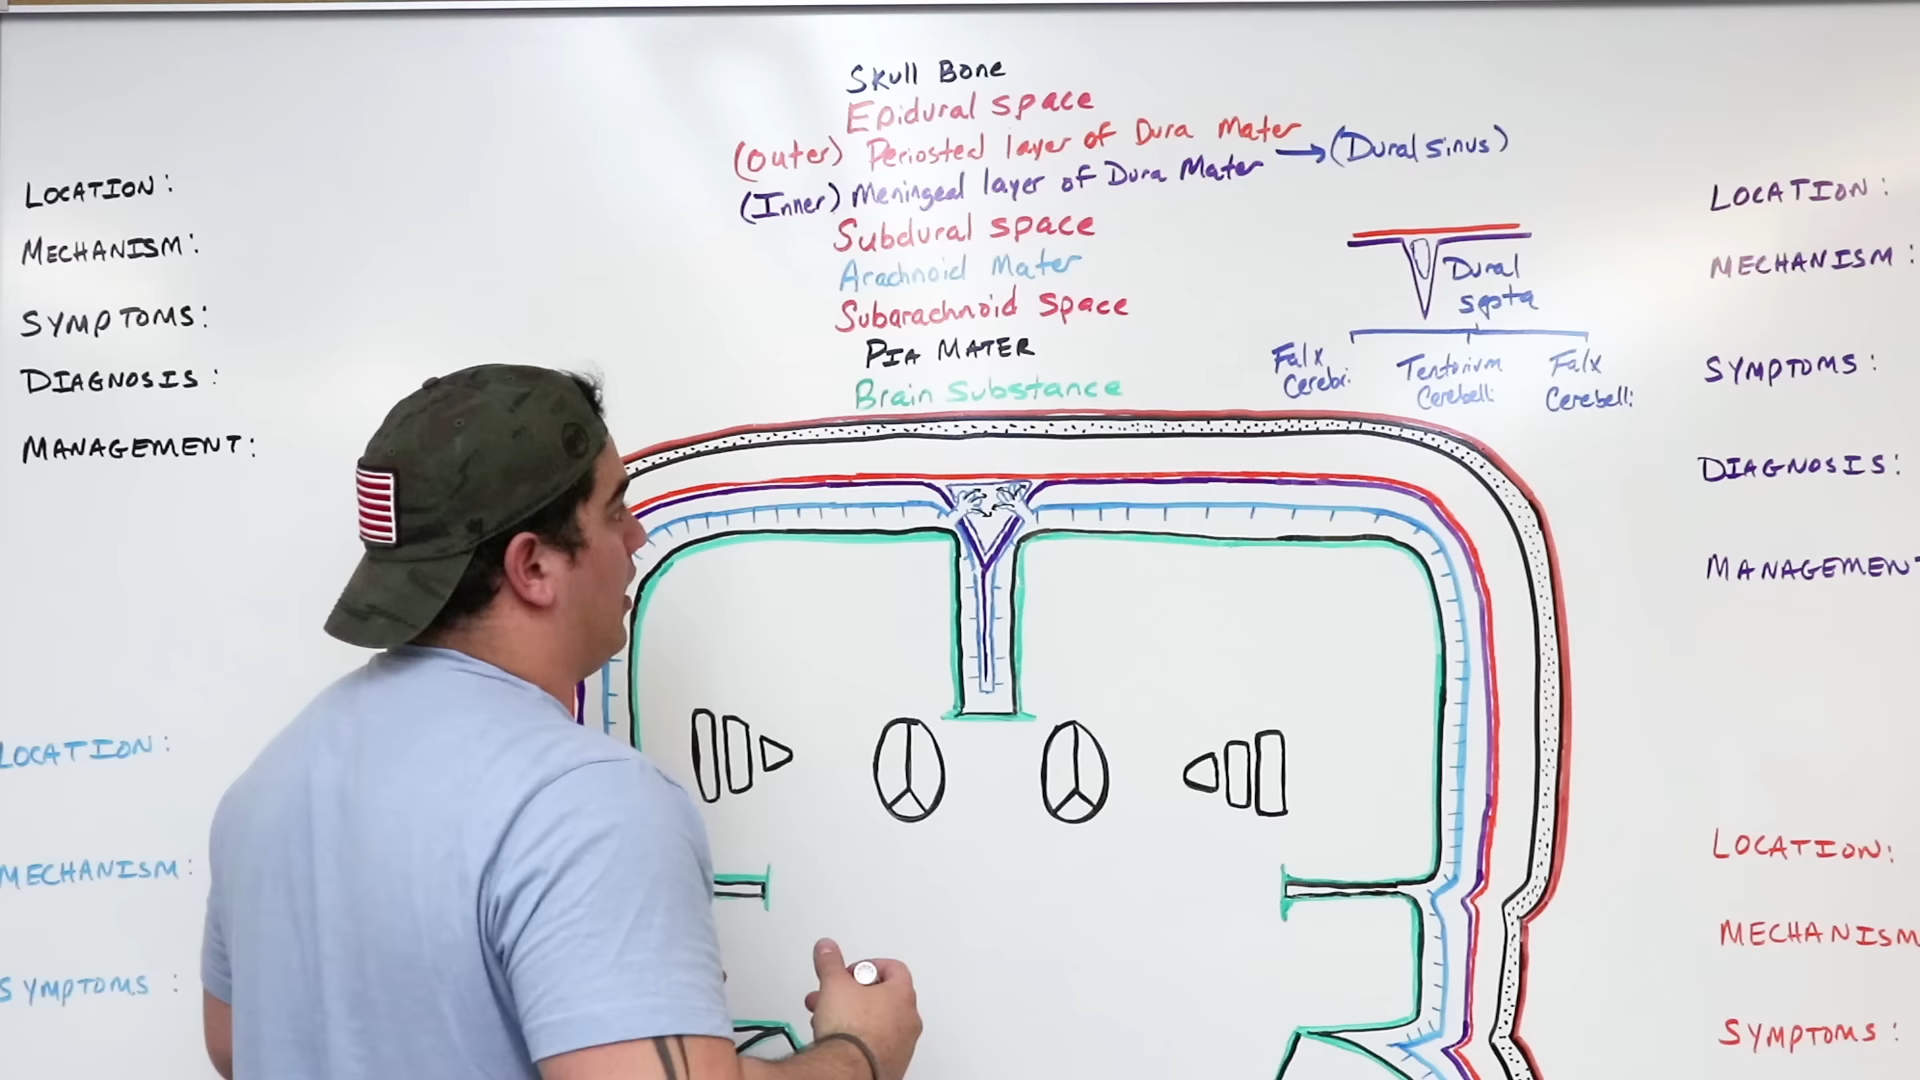 Skull Bone
Epidural space
(outer) Periosteal layer of Dura Mater
(Inner) Meningeal layer of Dura Mater → (Dural sinus)
Subdural space
Arachnoid Mater
Subarachnoid space
PIA MATER
Brain Substance
Dural
septa
Falx
Cerebri
Tentorium
Cerebelli
Falx
Cerebelli
LOCATION:
MECHANISM:
SYMPTOMS:
DIAGNOSIS:
MANAGEMENT:
LOCATION:
MECHANISM:
SYMPTOMS:
LOCATION:
MECHANISM:
SYMPTOMS:
DIAGNOSIS:
MANAGEMENT
LOCATION:
MECHANISM
SYMPTOMS: